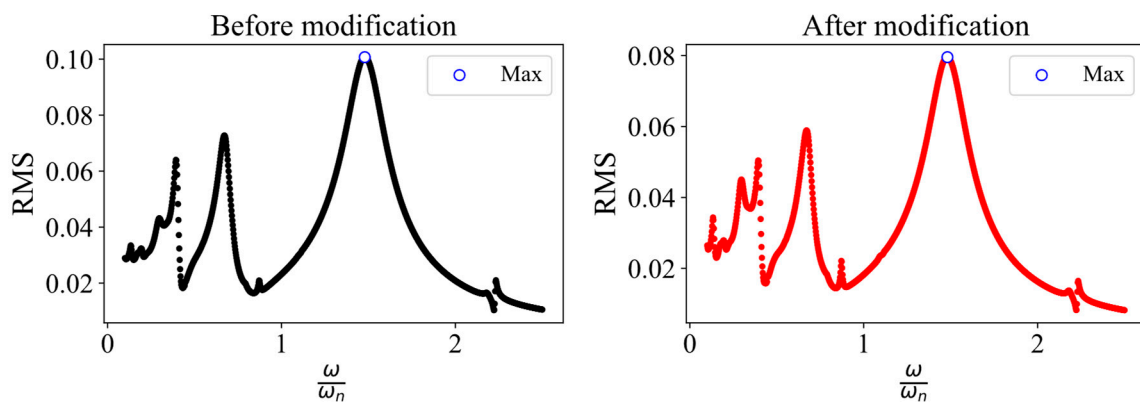 Before modification
RMS
0.10
0.08
0.06
0.04
0.02
1
2
ω/ωₙ
Max
After modification
RMS
0.08
0.06
0.04
0.02
0
1
2
ω/ωₙ
Max